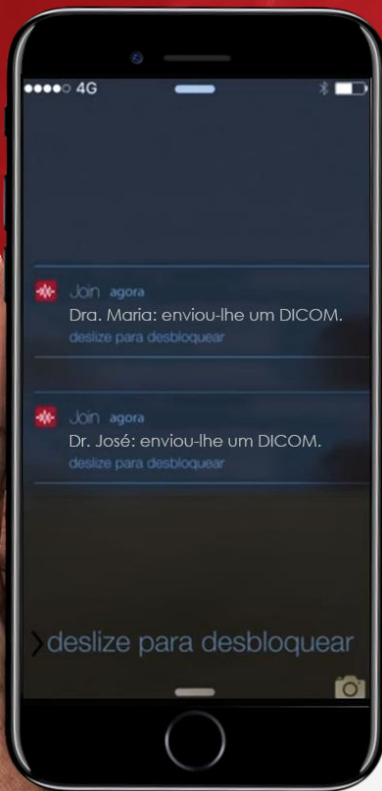 4G
Join agora
Dra. Maria: enviou-lhe um DICOM.
deslize para desbloquear
Join agora
Dr. José: enviou-lhe um DICOM.
deslize para desbloquear
deslize para desbloquear